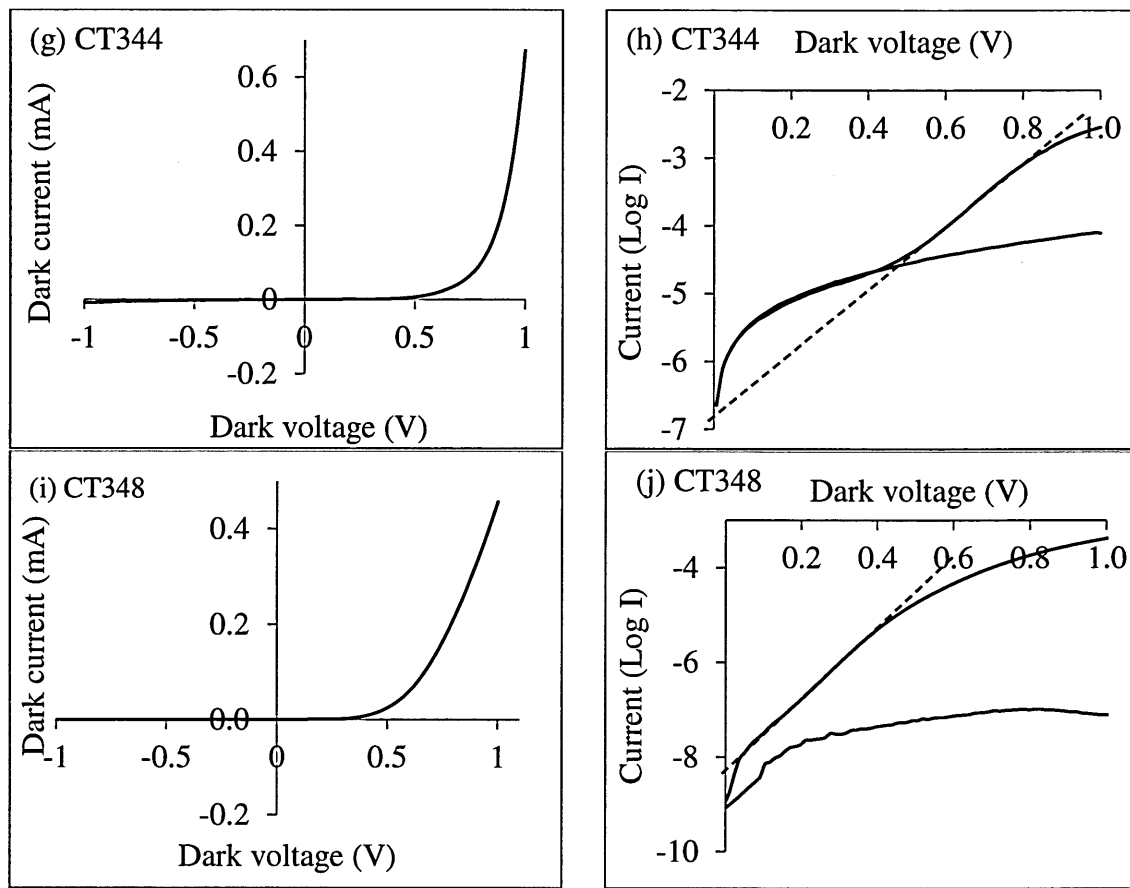 (g) CT344
Dark current (mA)
0.6
0.4
0.2
0
-0.2
-1 -0.5 0 0.5 1
Dark voltage (V)
(h) CT344 Dark voltage (V)
Current (Log I)
-2
0.2 0.4 0.6 0.8 1.0
-3
-4
-5
-6
-7
(i) CT348
Dark current (mA)
0.4
0.2
0.0
-0.2
-1 -0.5 0 0.5 1
Dark voltage (V)
(j) CT348 Dark voltage (V)
Current (Log I)
0.2 0.4 0.6 0.8 1.0
-4
-6
-8
-10